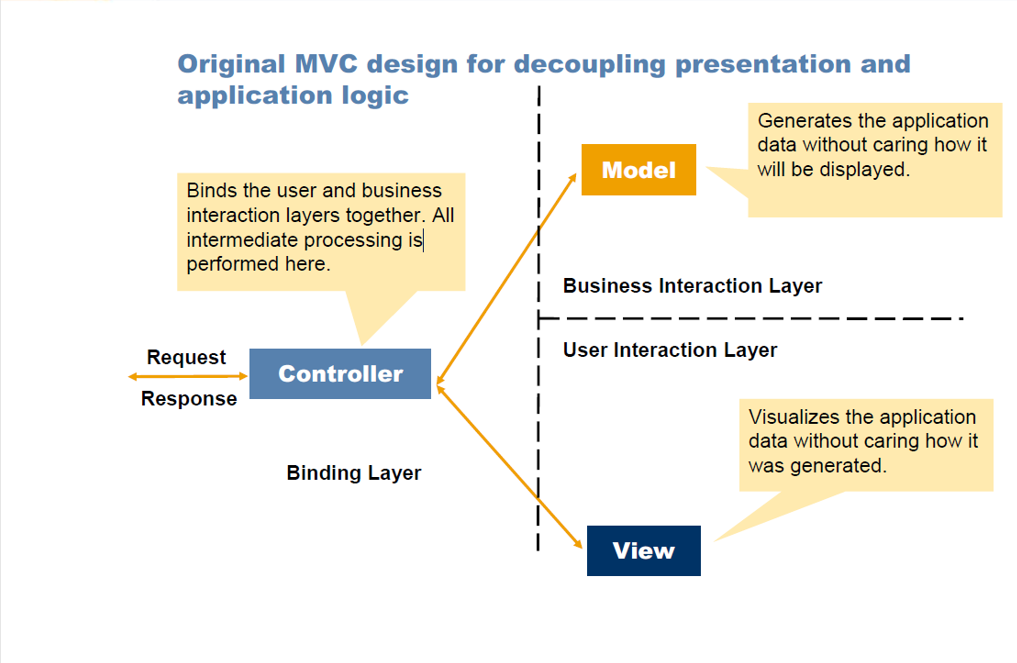 Original MVC design for decoupling presentation and
application logic
Generates the application
data without caring how it
will be displayed.
Model
Binds the user and business
interaction layers together. All
intermediate processing is
performed here.
Business Interaction Layer
User Interaction Layer
Request
Controller
Response
Visualizes the application
data without caring how it
was generated.
Binding Layer
View